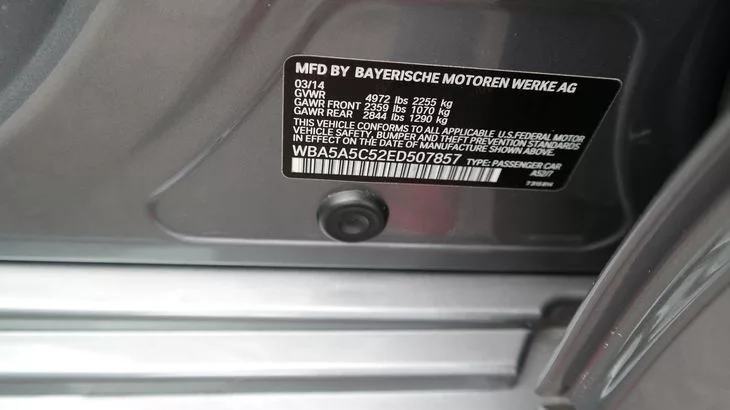 MFD BY BAYERISCHE MOTOREN WERKE AG
03/14
GVWR 4972 lbs 2255 kg
GAWR FRONT 2359 lbs 1070 kg
GAWR REAR 2844 lbs 1290 kg
THIS VEHICLE CONFORMS TO ALL APPLICABLE U.S. FEDERAL MOTOR
VEHICLE SAFETY, BUMPER AND THEFT PREVENTION STANDARDS
IN EFFECT ON THE DATE OF MANUFACTURE SHOWN ABOVE.
WBA5A5C52ED507857 TYPE: PASSENGER CAR
A52/7